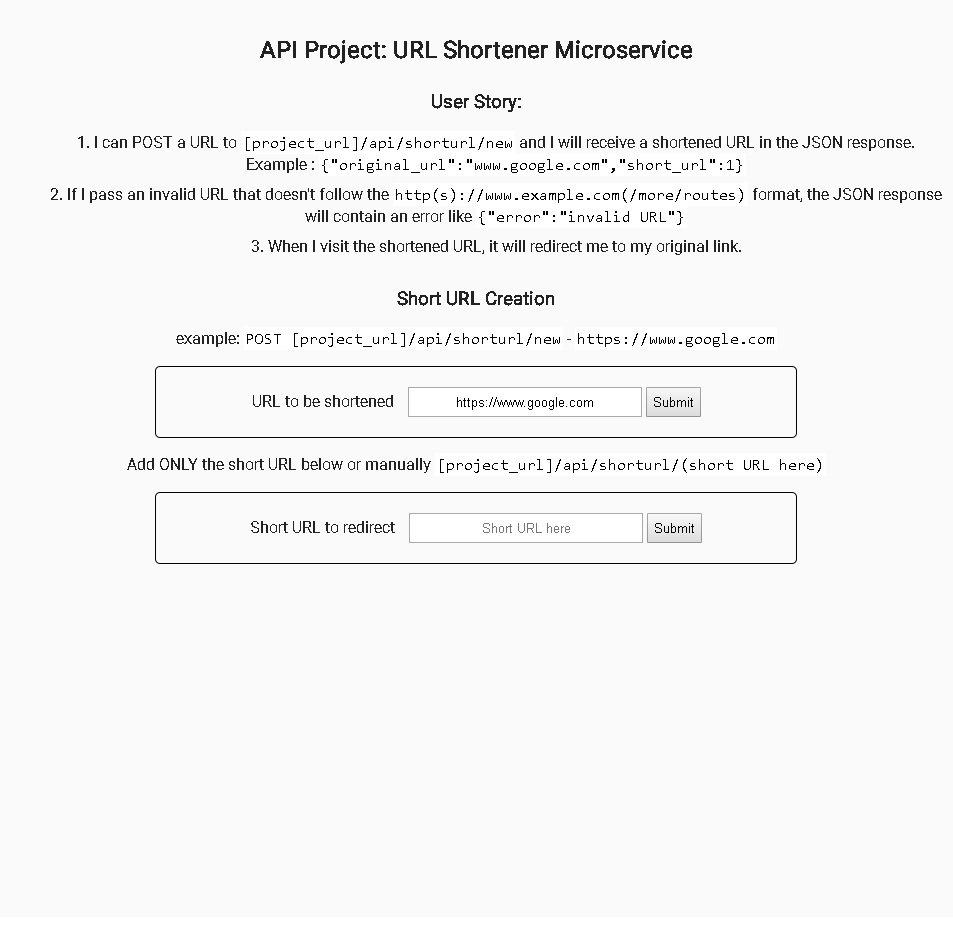 API Project: URL Shortener Microservice
User Story:
1. I can POST a URL to [project_url]/api/shorturl/new and I will receive a shortened URL in the JSON response.
Example : {"original_url":"www.google.com","short_url":1}
2. If I pass an invalid URL that doesn't follow the http(s)://www.example.com(/more/routes) format, the JSON response
will contain an error like {"error":"invalid URL"}
3. When I visit the shortened URL, it will redirect me to my original link.
Short URL Creation
example: POST [project_url]/api/shorturl/new - https://www.google.com
URL to be shortened https://www.google.com Submit
Add ONLY the short URL below or manually [project_url]/api/shorturl/(short URL here)
Short URL to redirect Short URL here Submit